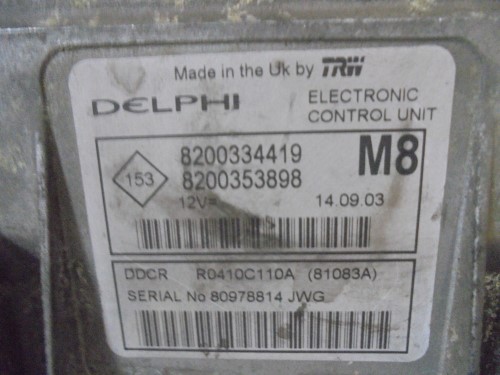 Made in the Uk by TRW
DELPHI
ELECTRONIC
CONTROL UNIT
153
8200334419
8200353898
M8
12V=
14.09.03
DDCR R0410C110A (81083A)
SERIAL No 80978814 JWG